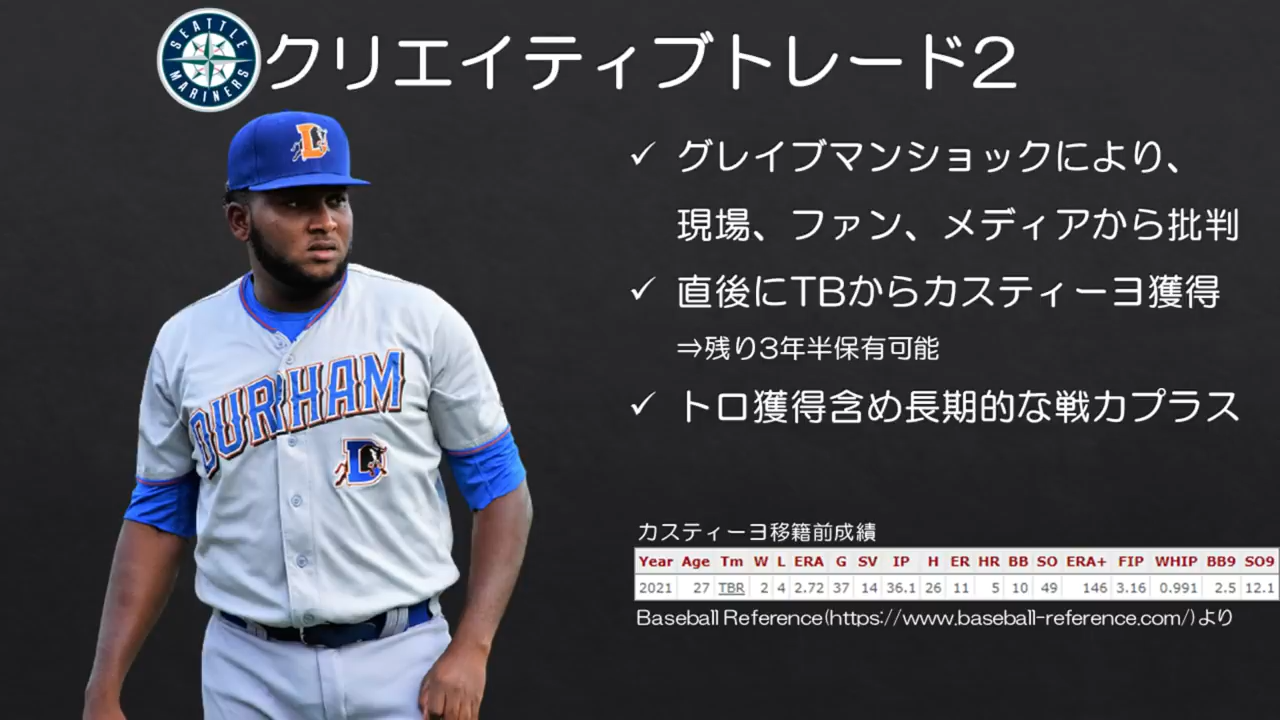 SEATTLE MARINERS
クリエイティブトレード2
✓ グレイブマンショックにより、
現場、ファン、メディアから批判
✓ 直後にTBからカスティーヨ獲得
⇒残り3年半保有可能
✓ トロ獲得含め長期的な戦力プラス
D
DURHAM
D
カスティーヨ移籍前成績
Year Age Tm W L ERA G SV IP H ER HR BB SO ERA+ FIP WHIP BB9 SO9
2021 27 TBR 2 4 2.72 37 14 36.1 26 11 5 10 49 146 3.16 0.991 2.5 12.1
Baseball Reference(https://www.baseball-reference.com/)より